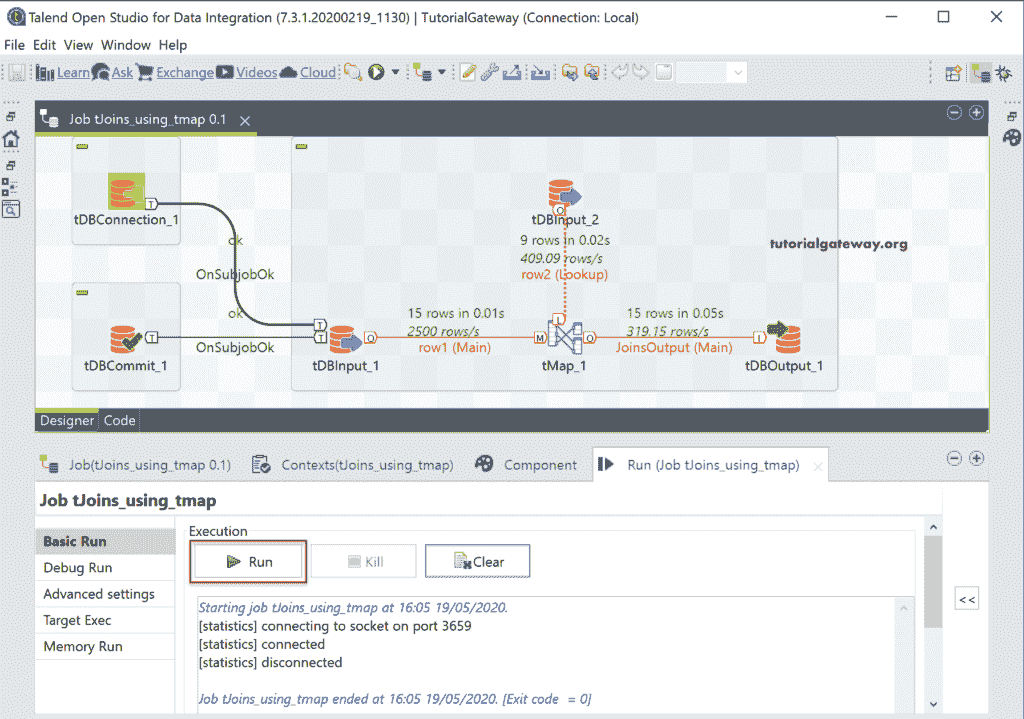 Talend Open Studio for Data Integration (7.3.1.20200219_1130) | TutorialGateway (Connection: Local)
File Edit View Window Help
Learn Ask Exchange Videos Cloud
Job tJoins_using_tmap 0.1
tDBConnection_1
ok
OnSubjobOk
ok
OnSubjobOk
tDBCommit_1
tDBInput_1
15 rows in 0.01s
2500 rows/s
row1 (Main)
tDBInput_2
9 rows in 0.02s
409.09 rows/s
row2 (Lookup)
tMap_1
15 rows in 0.05s
319.15 rows/s
JoinsOutput (Main)
tDBOutput_1
tutorialgateway.org
Designer Code
Job(tJoins_using_tmap 0.1) Contexts(tJoins_using_tmap) Component Run (Job tJoins_using_tmap)
Job tJoins_using_tmap
Basic Run
Debug Run
Advanced settings
Target Exec
Memory Run
Execution
Run Kill Clear
Starting job tJoins_using_tmap at 16:05 19/05/2020.
[statistics] connecting to socket on port 3659
[statistics] connected
[statistics] disconnected
Job tJoins_using_tmap ended at 16:05 19/05/2020. [Exit code = 0]
<<